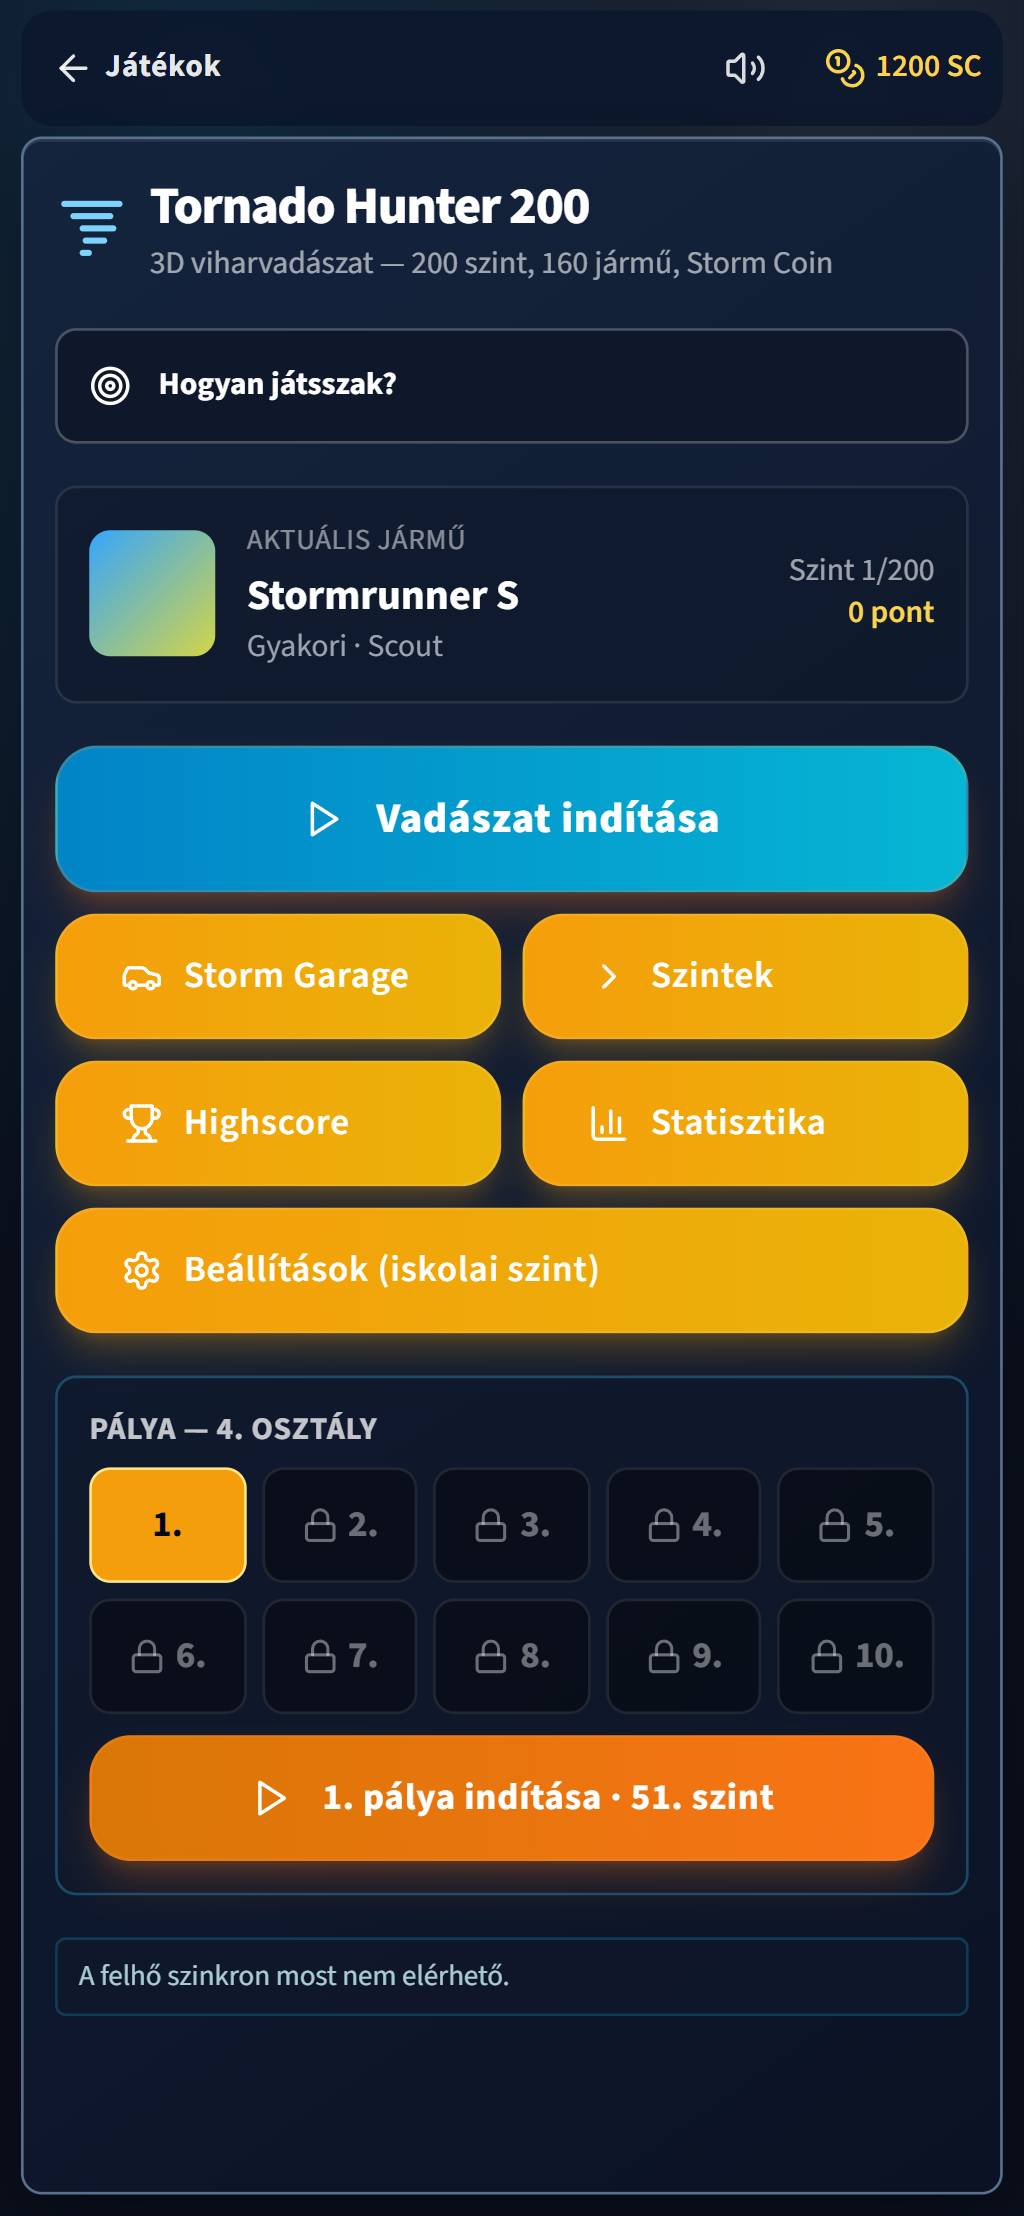 Játékok
1200 SC
Tornado Hunter 200
3D viharvadászat — 200 szint, 160 jármű, Storm Coin
Hogyan játsszak?
AKTUÁLIS JÁRMŰ
Stormrunner S
Gyakori · Scout
Szint 1/200
0 pont
Vadászat indítása
Storm Garage
Szintek
Highscore
Statisztika
Beállítások (iskolai szint)
PÁLYA — 4. OSZTÁLY
1.
2.
3.
4.
5.
6.
7.
8.
9.
10.
1. pálya indítása · 51. szint
A felhő szinkron most nem elérhető.